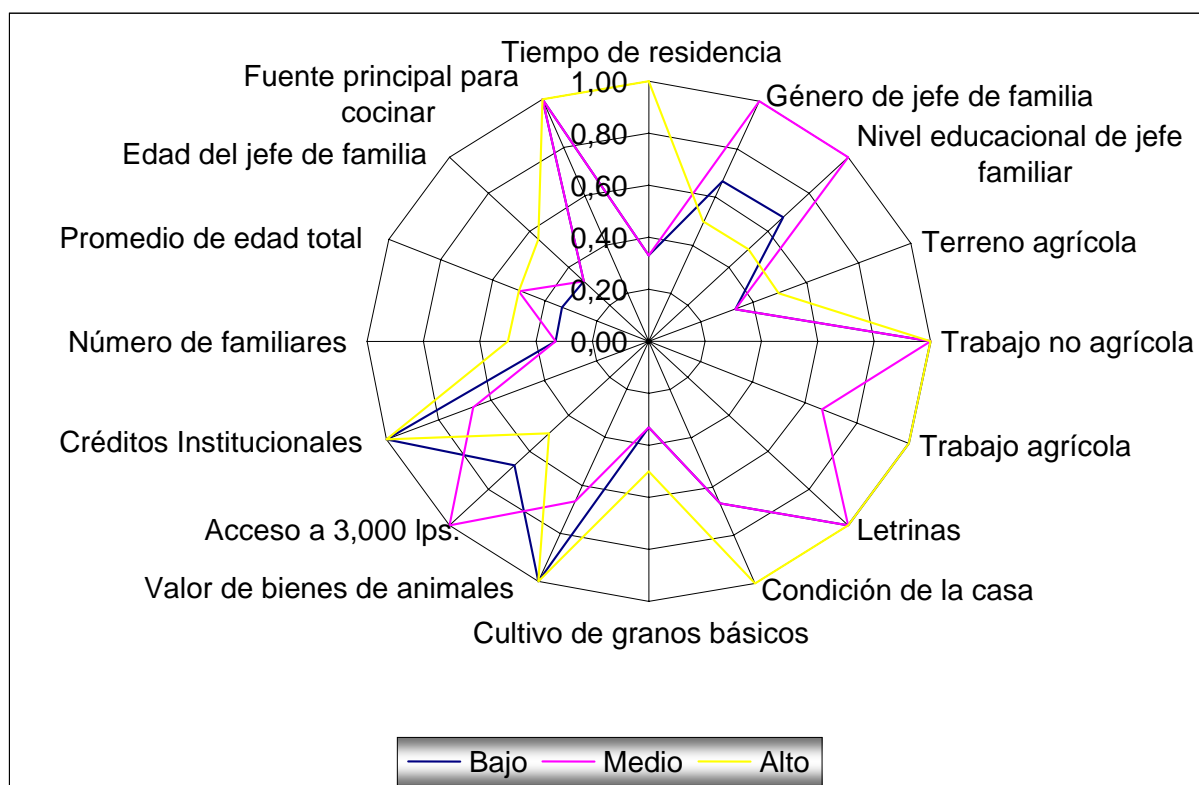 Tiempo de residencia
Fuente principal para
cocinar
1,00
Género de jefe de familia
Edad del jefe de familia
0,80
Nivel educacional de jefe
familiar
0,60
Promedio de edad total
0,40
Terreno agrícola
0,20
Número de familiares
0,00
Trabajo no agrícola
Créditos Institucionales
Trabajo agrícola
Acceso a 3,000 lps.
Letrinas
Valor de bienes de animales
Condición de la casa
Cultivo de granos básicos
Bajo Medio Alto